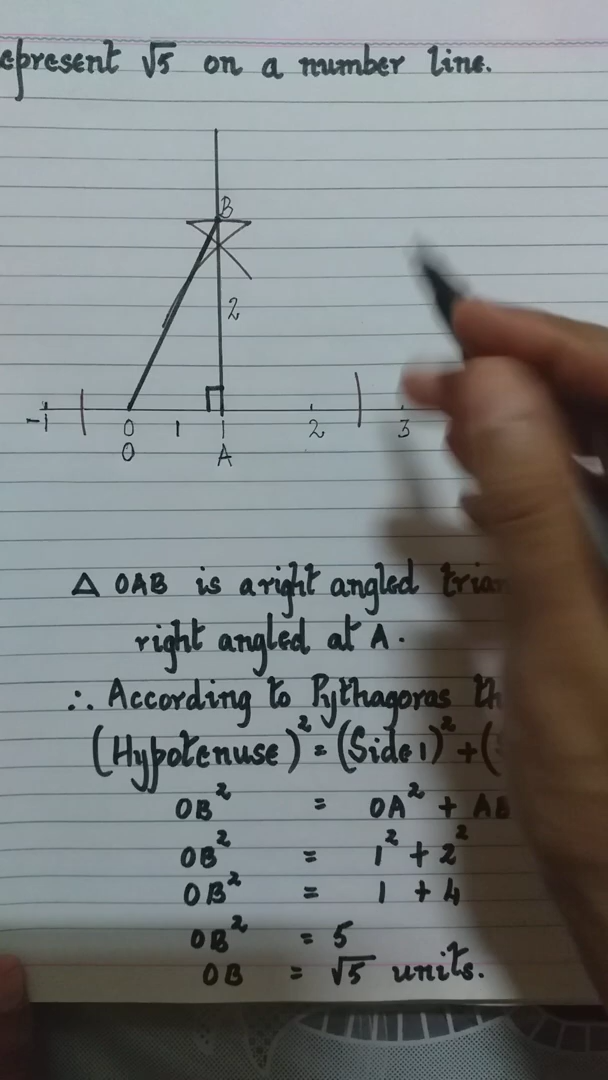 epresent √5 on a number line.
B
2
-1 0 1 1 2 3
O A
△ OAB is a right angled
right angled at A.
∴ According to Pythagoras
(Hypotenuse)² = (Side 1)² + (
OB² = OA² + AB
OB² = 1² + 2²
OB² = 1 + 4
OB² = 5
OB = √5 units.